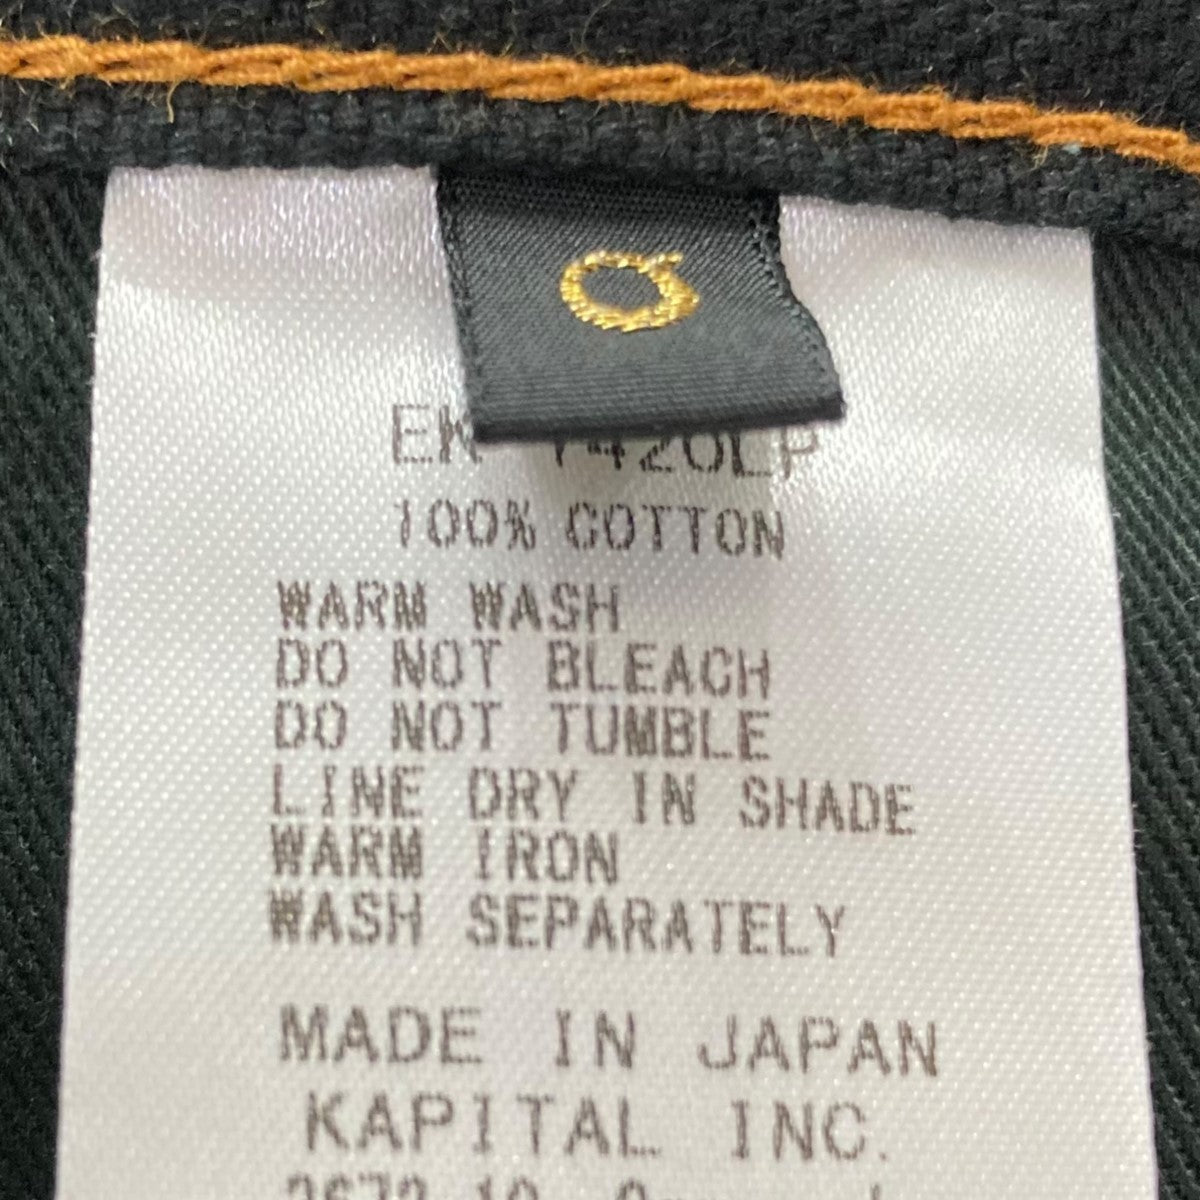 100% COTTON
WARM WASH
DO NOT BLEACH
DO NOT TUMBLE
LINE DRY IN SHADE
WARM IRON
WASH SEPARATELY
MADE IN JAPAN
KAPITAL INC.